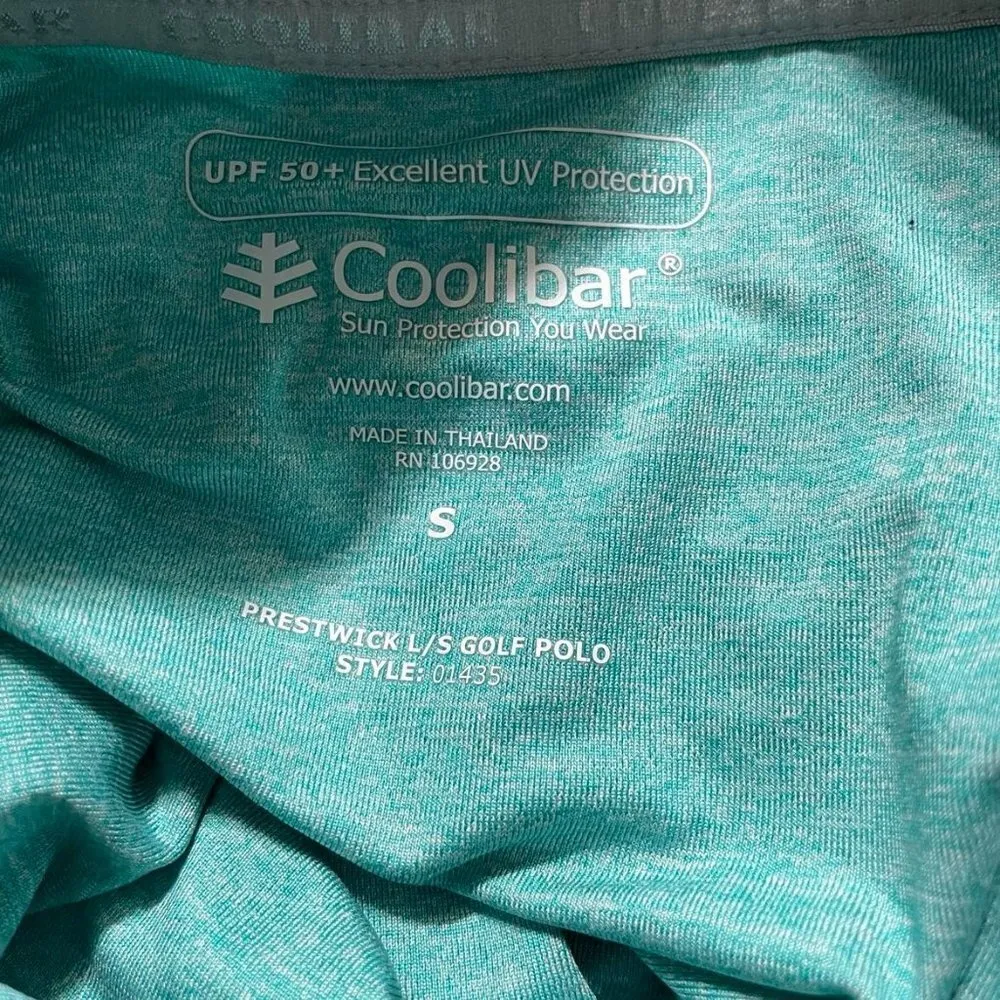 COOLIBAR
UPF 50+ Excellent UV Protection
Coolibar®
Sun Protection You Wear
www.coolibar.com
MADE IN THAILAND
RN 106928
S
PRESTWICK L/S GOLF POLO
STYLE: 01435